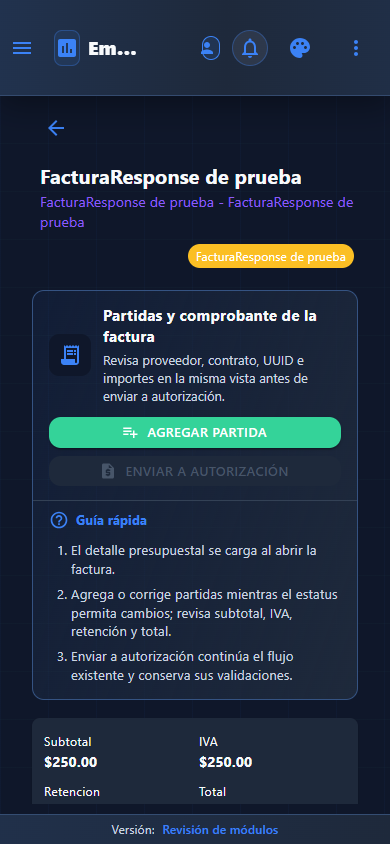 Em...
FacturaResponse de prueba
FacturaResponse de prueba - FacturaResponse de
prueba
FacturaResponse de prueba
Partidas y comprobante de la
factura
Revisa proveedor, contrato, UUID e
importes en la misma vista antes de
enviar a autorización.
AGREGAR PARTIDA
ENVIAR A AUTORIZACIÓN
Guía rápida
1. El detalle presupuestal se carga al abrir la
factura.
2. Agrega o corrige partidas mientras el estatus
permita cambios; revisa subtotal, IVA,
retención y total.
3. Enviar a autorización continúa el flujo
existente y conserva sus validaciones.
Subtotal IVA
$250.00 $250.00
Retencion Total
Versión: Revisión de módulos